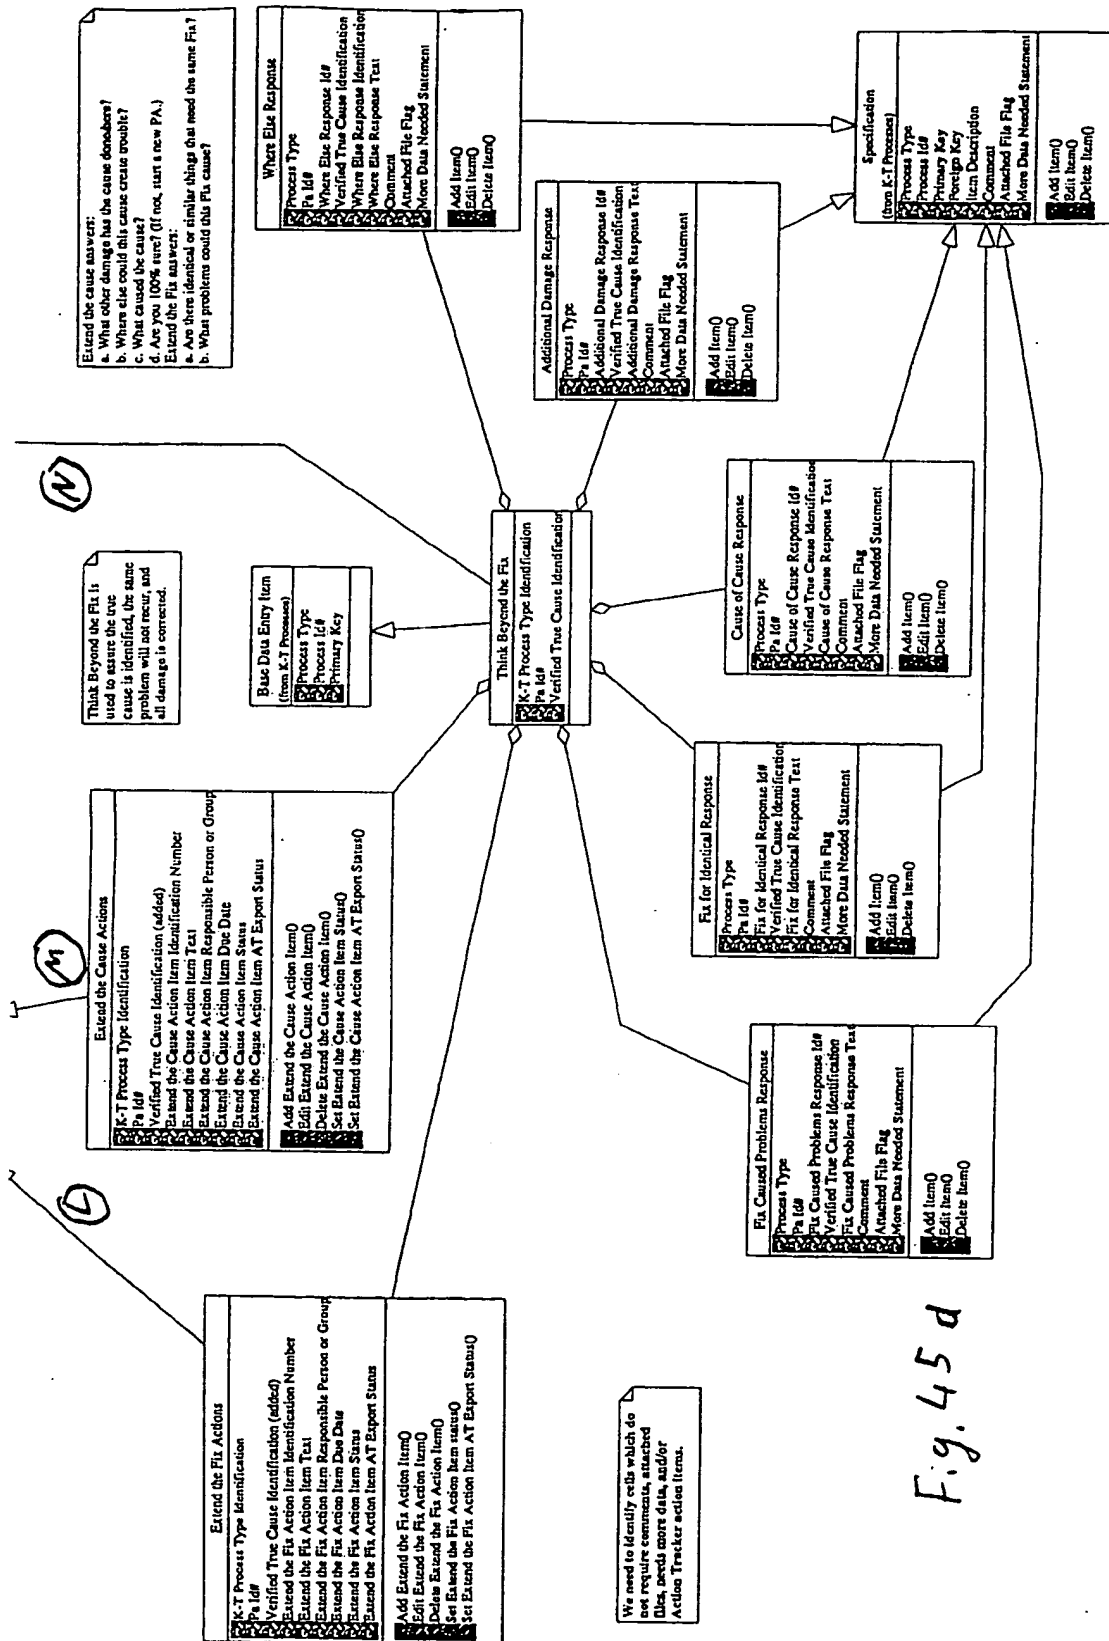 Extend the Fix Actions
K-T Process Type Identification
Pa Id#
Verified True Cause Identification (added)
Extend the Fix Action Item Identification Number
Extend the Fix Action Item Text
Extend the Fix Action Item Responsible Person or Group
Extend the Fix Action Item Due Date
Extend the Fix Action Item Status
Extend the Fix Action Item AT Export Status
Add Extend the Fix Action Item()
Edit Extend the Fix Action Item()
Delete Extend the Fix Action Item()
Set Extend the Fix Action Item status()
Set Extend the Fix Action Item AT Export Status()
L
M
Extend the Cause Actions
K-T Process Type Identification
Pa Id#
Verified True Cause Identification (added)
Extend the Cause Action Item Identification Number
Extend the Cause Action Item Text
Extend the Cause Action Item Responsible Person or Group
Extend the Cause Action Item Due Date
Extend the Cause Action Item Status
Extend the Cause Action Item AT Export Status
Add Extend the Cause Action Item()
Edit Extend the Cause Action Item()
Delete Extend the Cause Action Item()
Set Extend the Cause Action Item Status()
Set Extend the Cause Action Item AT Export Status()
Think Beyond the Fix is
used to assure the true
cause is identified, the same
problem will not recur, and
all damage is corrected.
N
Base Data Entry Item
(from K-T Processes)
Process Type
Process Id#
Primary Key
Extend the cause answers:
a. What other damage has the cause done
b. Where else could this cause create trouble?
c. What caused the cause?
d. Are you 100% sure? (If not, start a new PA.)
Extend the Fix answers:
a. Are there identical or similar things that need the same Fix?
b. What problems could this Fix cause?
Where Else Response
Process Type
Pa Id#
Where Else Response Id#
Verified True Cause Identification
Where Else Response Identification
Where Else Response Text
Comment
Attached File Flag
More Data Needed Statement
Add Item()
Edit Item()
Delete Item()
Think Beyond the Fix
K-T Process Type Identification
Pa Id#
Verified True Cause Identification
Additional Damage Response
Process Type
Pa Id#
Additional Damage Response Id#
Verified True Cause Identification
Additional Damage Response Text
Comment
Attached File Flag
More Data Needed Statement
Add Item()
Edit Item()
Delete Item()
We need to identify cells which do
not require comments, attached
files, needs more data, and/or
Action Tracker action items.
Fix Caused Problems Response
Process Type
Pa Id#
Fix Caused Problems Response Id#
Verified True Cause Identification
Fix Caused Problems Response Text
Comment
Attached File Flag
More Data Needed Statement
Add Item()
Edit Item()
Delete Item()
Fix for Identical Response
Process Type
Pa Id#
Fix for Identical Response Id#
Verified True Cause Identification
Fix for Identical Response Text
Comment
Attached File Flag
More Data Needed Statement
Add Item()
Edit Item()
Delete Item()
Cause of Cause Response
Process Type
Pa Id#
Cause of Cause Response Id#
Verified True Cause Identification
Cause of Cause Response Text
Comment
Attached File Flag
More Data Needed Statement
Add Item()
Edit Item()
Delete Item()
Specification
(from K-T Processes)
Process Type
Process Id#
Primary Key
Foreign Key
Item Description
Comment
Attached File Flag
More Data Needed Statement
Add Item()
Edit Item()
Delete Item()
Fig. 45 d